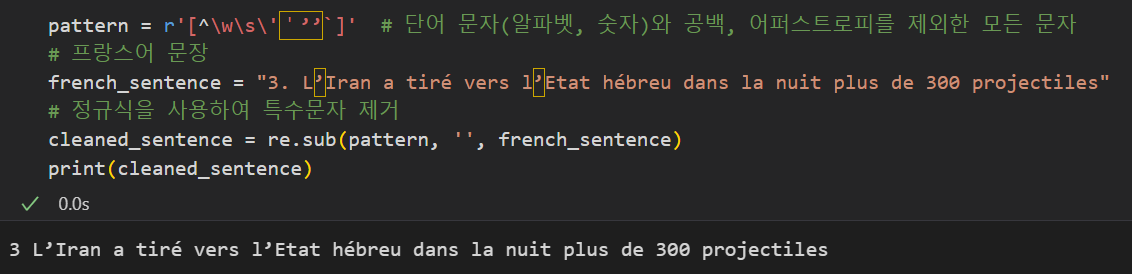 pattern = r'[^\w\s\'＇’’`]'  # 단어 문자(알파벳, 숫자)와 공백, 어퍼스트로피를 제외한 모든 문자
# 프랑스어 문장
french_sentence = "3. L’Iran a tiré vers l’Etat hébreu dans la nuit plus de 300 projectiles"
# 정규식을 사용하여 특수문자 제거
cleaned_sentence = re.sub(pattern, '', french_sentence)
print(cleaned_sentence)
0.0s
3 L’Iran a tiré vers l’Etat hébreu dans la nuit plus de 300 projectiles